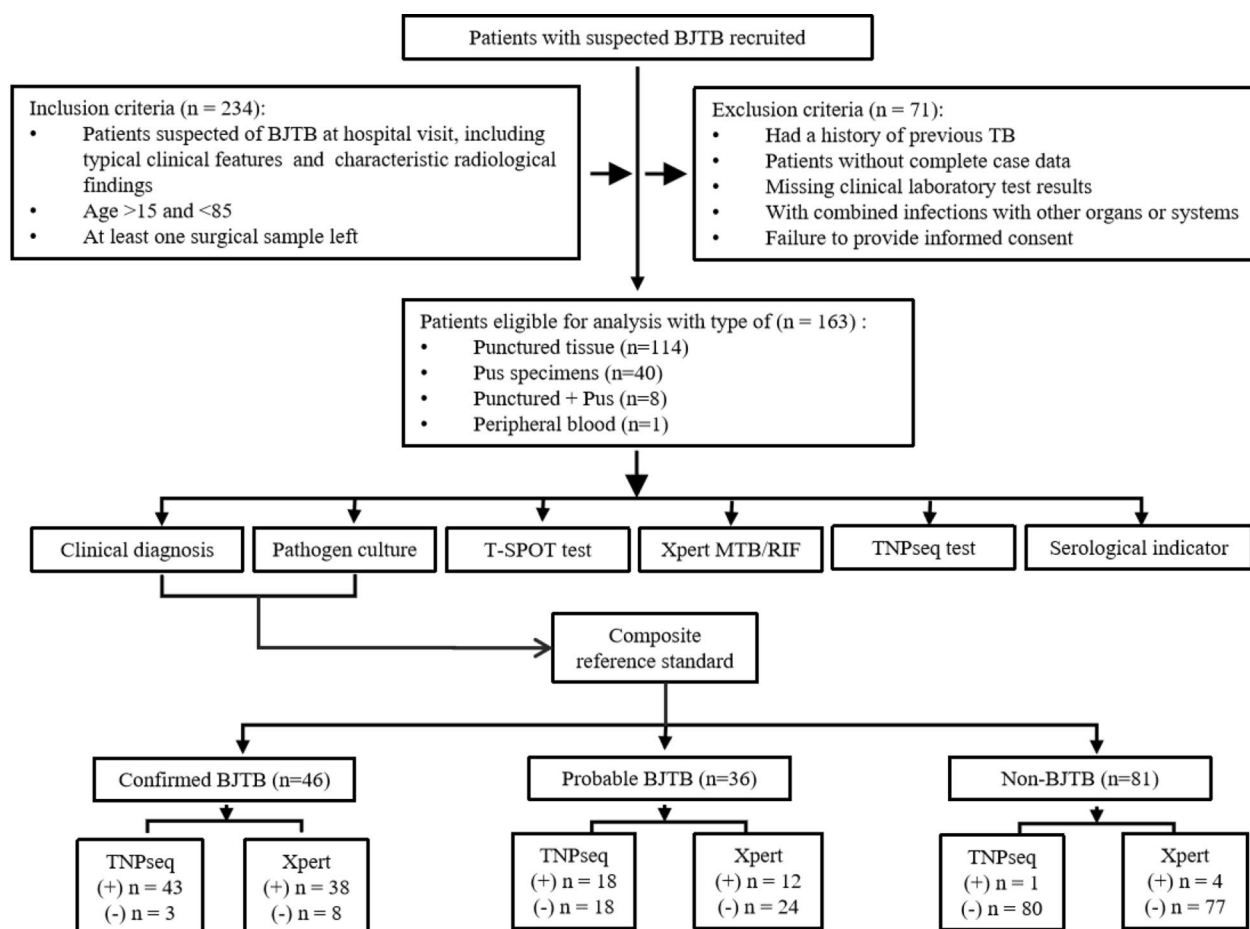 Patients with suspected BJTB recruited
Inclusion criteria (n = 234):
• Patients suspected of BJTB at hospital visit, including
typical clinical features and characteristic radiological
findings
• Age >15 and <85
• At least one surgical sample left
Exclusion criteria (n = 71):
• Had a history of previous TB
• Patients without complete case data
• Missing clinical laboratory test results
• With combined infections with other organs or systems
• Failure to provide informed consent
Patients eligible for analysis with type of (n = 163) :
• Punctured tissue (n=114)
• Pus specimens (n=40)
• Punctured + Pus (n=8)
• Peripheral blood (n=1)
Clinical diagnosis
Pathogen culture
T-SPOT test
Xpert MTB/RIF
TNPseq test
Serological indicator
Composite
reference standard
Confirmed BJTB (n=46)
Probable BJTB (n=36)
Non-BJTB (n=81)
TNPseq
(+) n = 43
(-) n = 3
Xpert
(+) n = 38
(-) n = 8
TNPseq
(+) n = 18
(-) n = 18
Xpert
(+) n = 12
(-) n = 24
TNPseq
(+) n = 1
(-) n = 80
Xpert
(+) n = 4
(-) n = 77